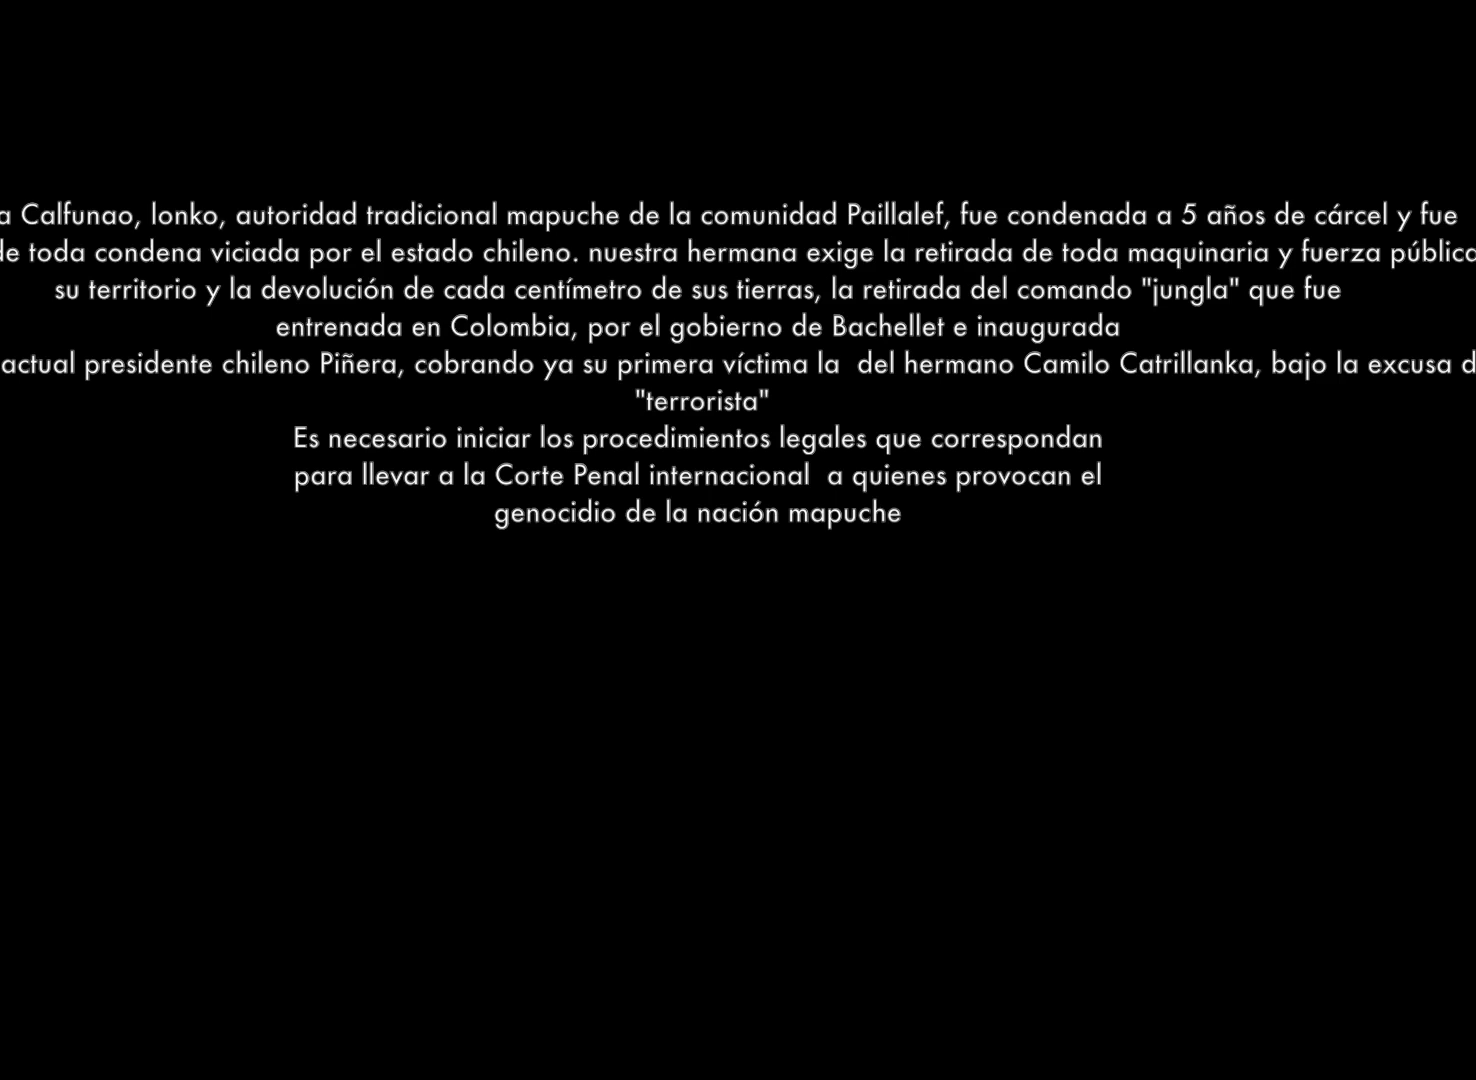 a Calfunao, lonko, autoridad tradicional mapuche de la comunidad Paillalef, fue condenada a 5 años de cárcel y fue
de toda condena viciada por el estado chileno. nuestra hermana exige la retirada de toda maquinaria y fuerza pública
su territorio y la devolución de cada centímetro de sus tierras, la retirada del comando "jungla" que fue
entrenada en Colombia, por el gobierno de Bachellet e inaugurada
actual presidente chileno Piñera, cobrando ya su primera víctima la  del hermano Camilo Catrillanka, bajo la excusa d
"terrorista"
Es necesario iniciar los procedimientos legales que correspondan
para llevar a la Corte Penal internacional  a quienes provocan el
genocidio de la nación mapuche